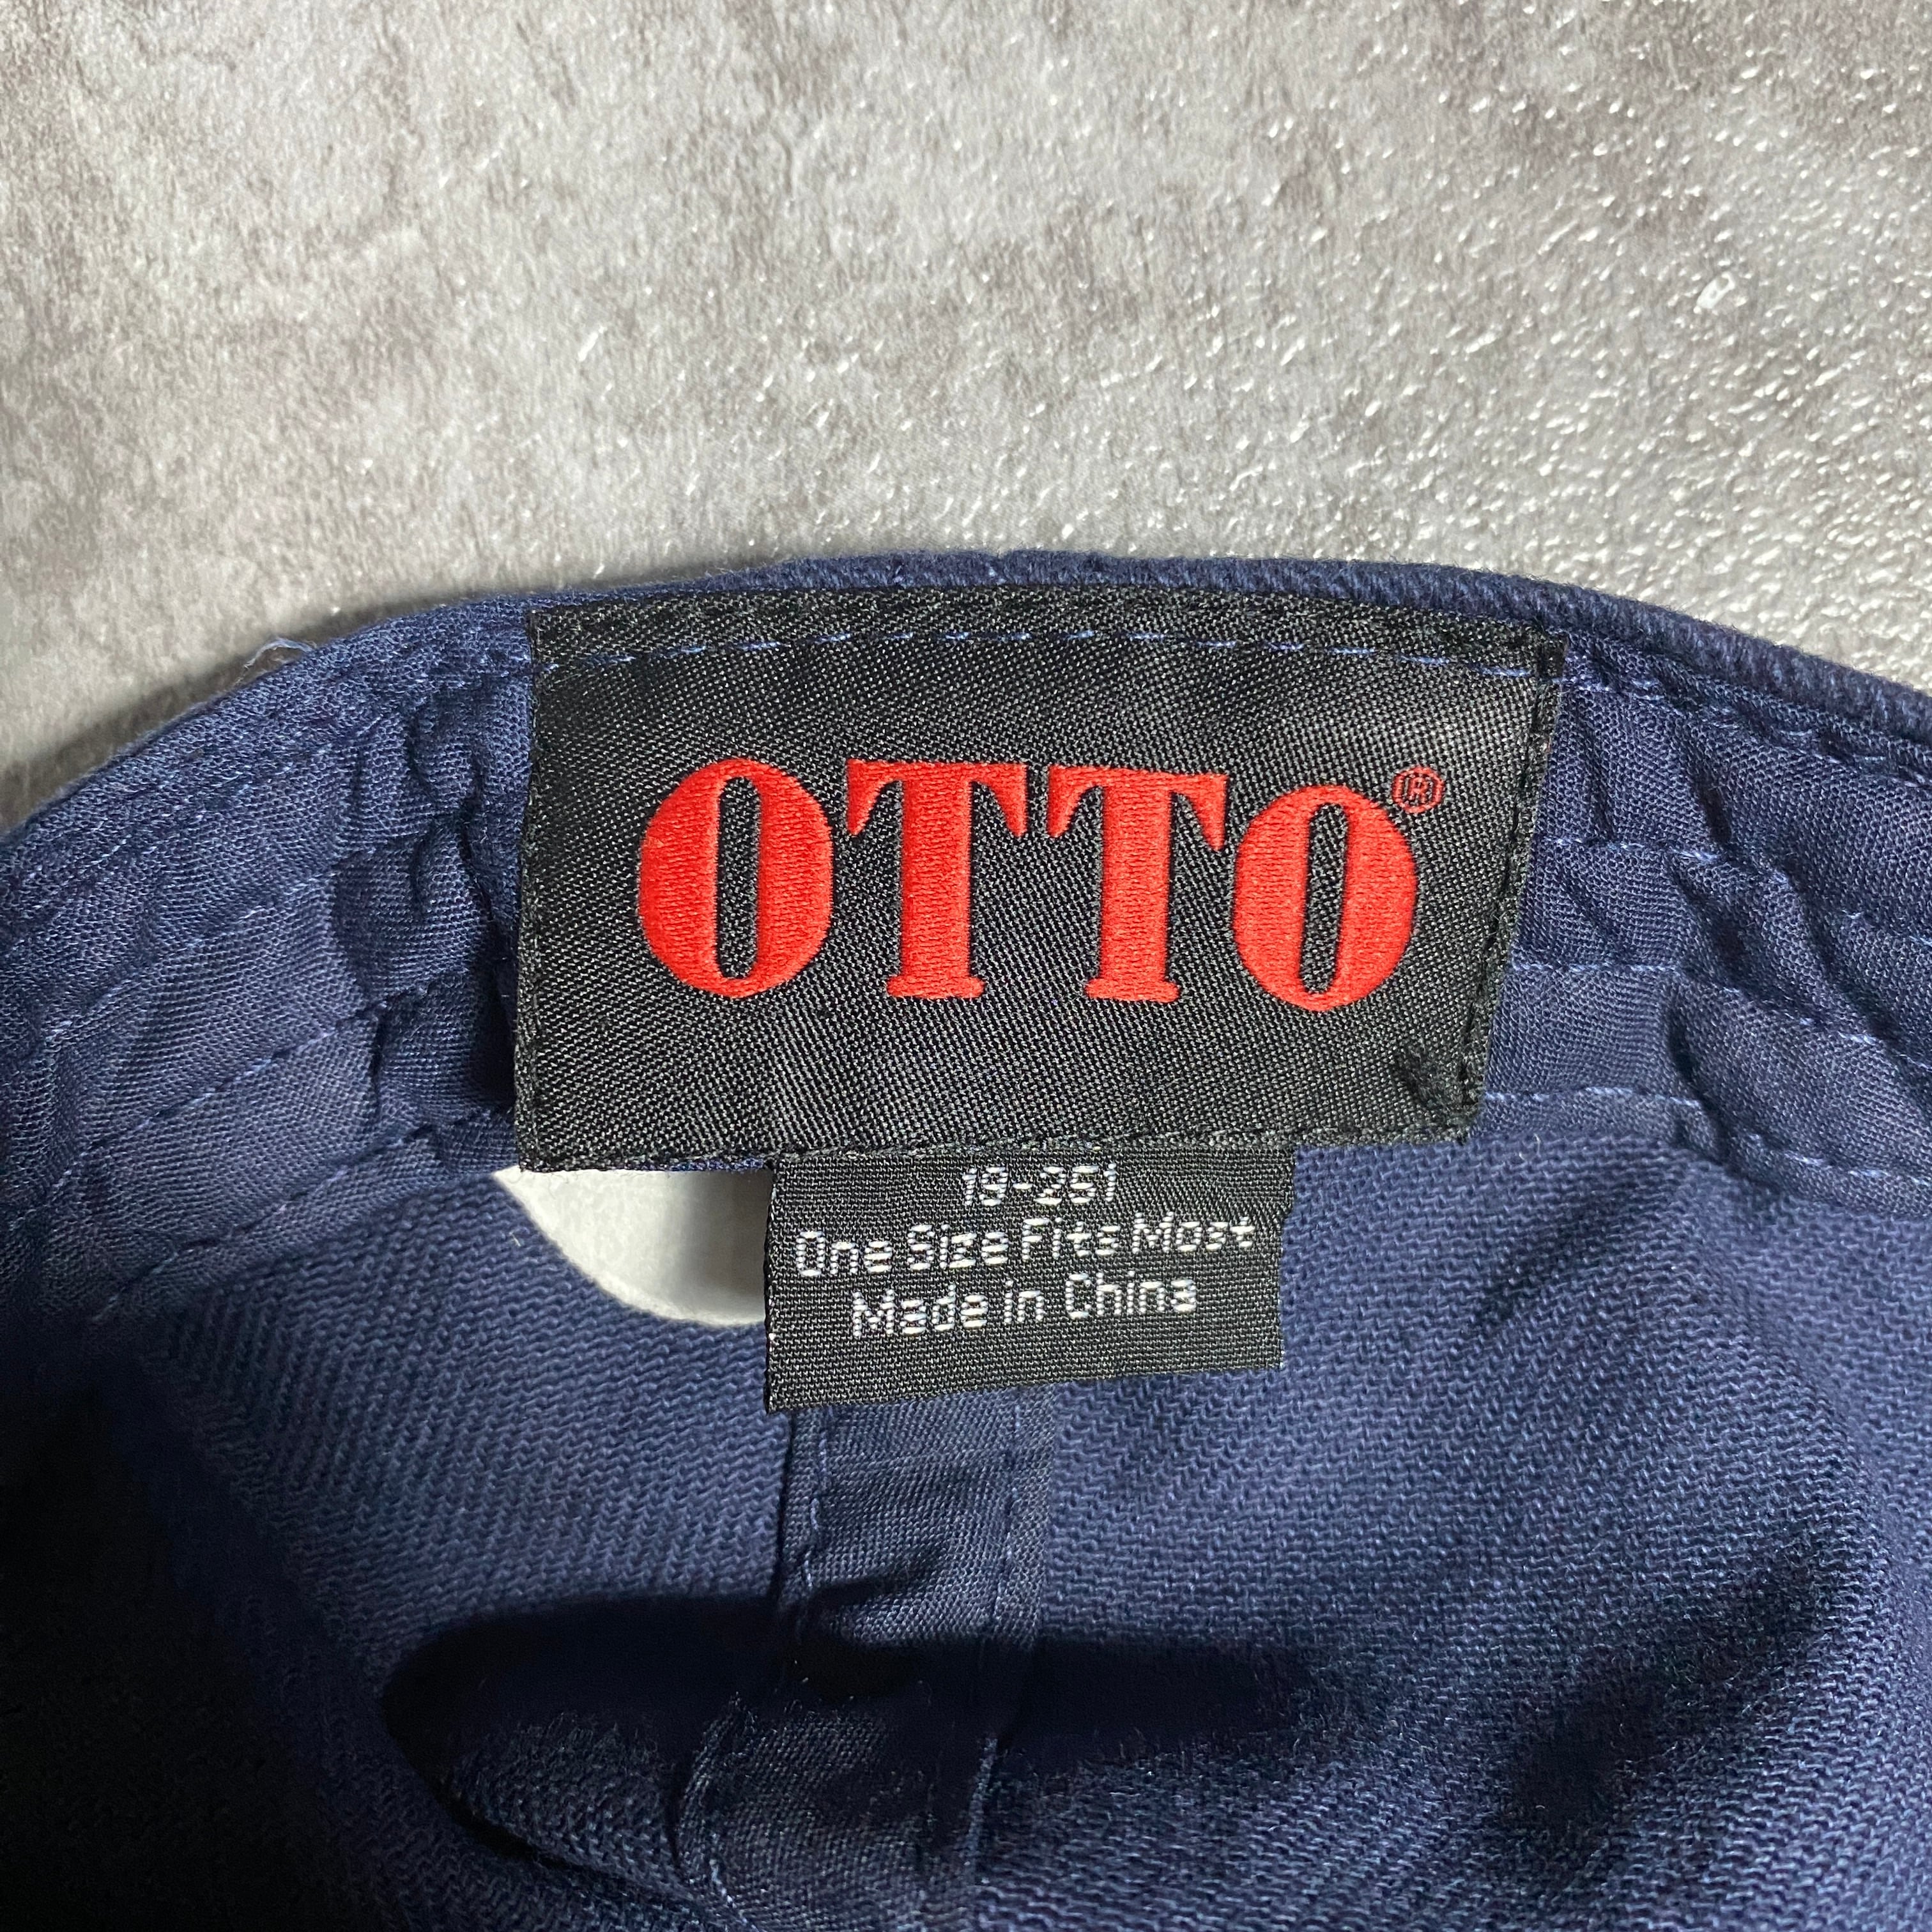 OTTO®
19-251
One Size Fits Most
Made in China